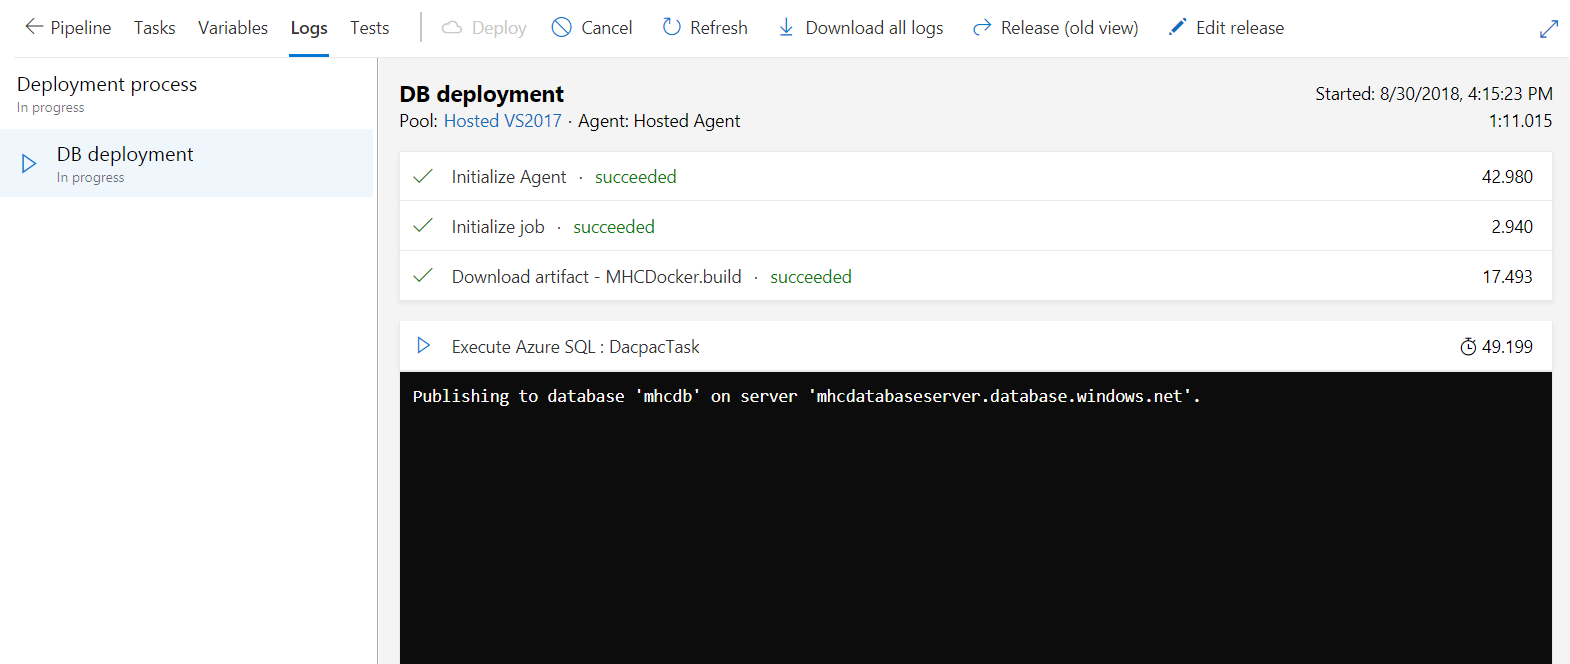 Pipeline Tasks Variables Logs Tests Deploy Cancel Refresh Download all logs Release (old view) Edit release
Deployment process
In progress
DB deployment
In progress
DB deployment
Started: 8/30/2018, 4:15:23 PM
Pool: Hosted VS2017 · Agent: Hosted Agent
1:11.015
Initialize Agent · succeeded 42.980
Initialize job · succeeded 2.940
Download artifact - MHCDocker.build · succeeded 17.493
Execute Azure SQL : DacpacTask 49.199
Publishing to database 'mhcdb' on server 'mhcdatabaseserver.database.windows.net'.